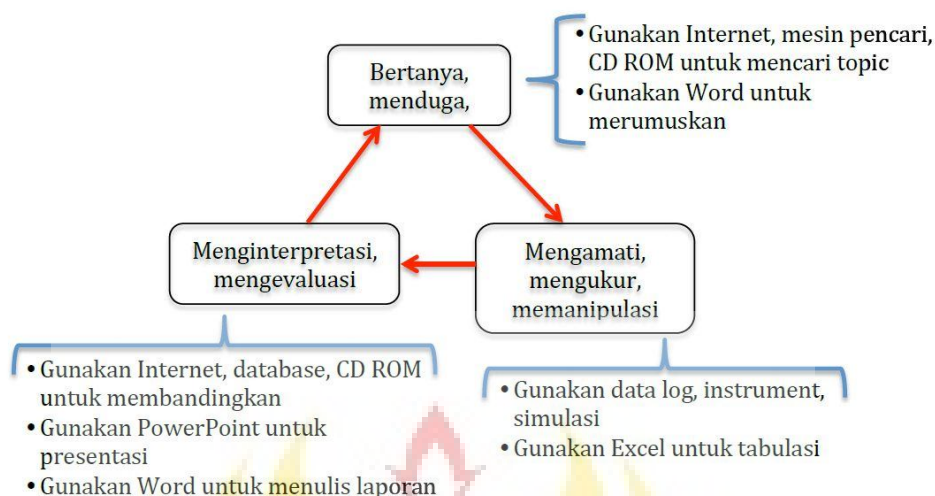 Bertanya,
menduga,
• Gunakan Internet, mesin pencari,
CD ROM untuk mencari topic
• Gunakan Word untuk
merumuskan
Menginterpretasi,
mengevaluasi
Mengamati,
mengukur,
memanipulasi
• Gunakan Internet, database, CD ROM
untuk membandingkan
• Gunakan PowerPoint untuk
presentasi
• Gunakan Word untuk menulis laporan
• Gunakan data log, instrument,
simulasi
• Gunakan Excel untuk tabulasi